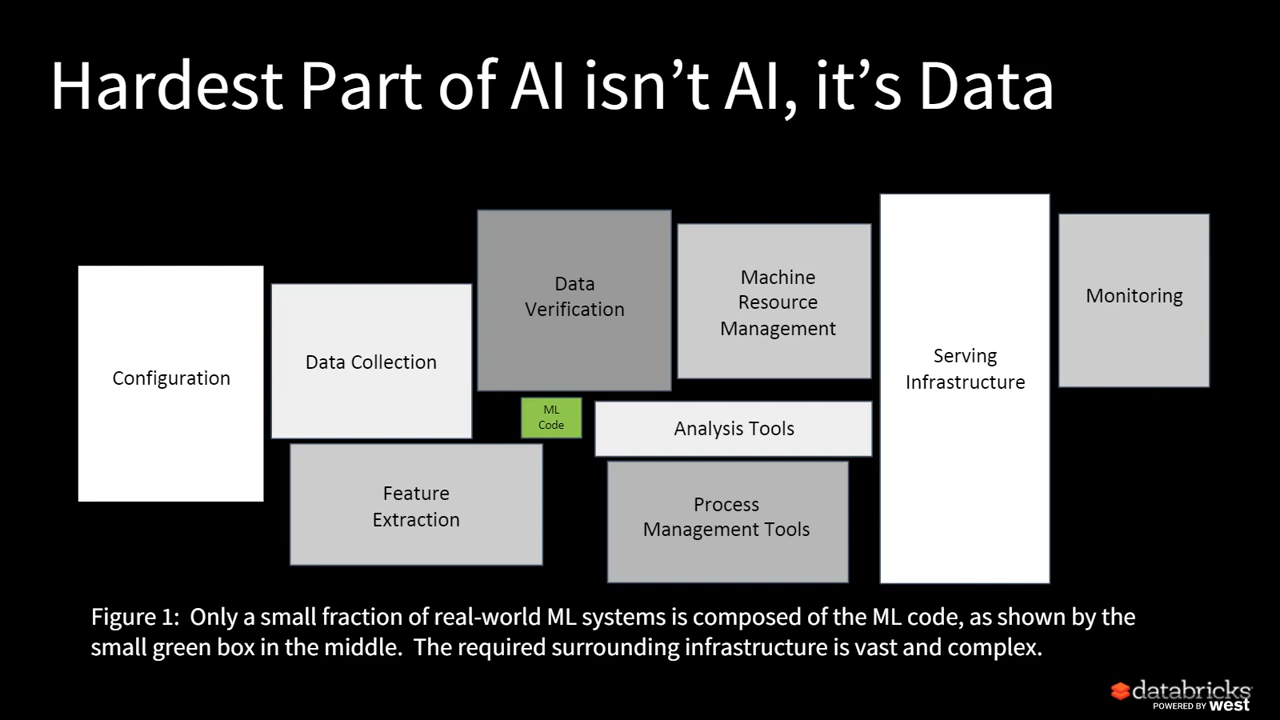 Hardest Part of AI isn’t AI, it’s Data
Configuration
Data Collection
Data
Verification
Machine
Resource
Management
Serving
Infrastructure
Monitoring
ML
Code
Analysis Tools
Feature
Extraction
Process
Management Tools
Figure 1:  Only a small fraction of real-world ML systems is composed of the ML code, as shown by the
small green box in the middle.  The required surrounding infrastructure is vast and complex.
databricks
POWERED BY west